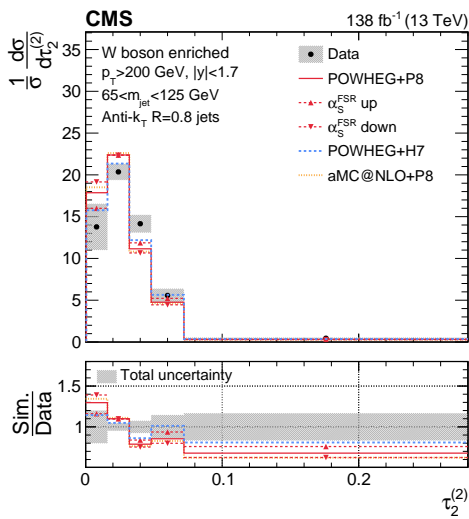 CMS 138 fb⁻¹ (13 TeV)
1/σ dσ/dτ₂⁽²⁾
W boson enriched
p_T>200 GeV, |y|<1.7
65<m_jet<125 GeV
Anti-k_T R=0.8 jets
Data
POWHEG+P8
α_S^FSR up
α_S^FSR down
POWHEG+H7
aMC@NLO+P8
35
30
25
20
15
10
5
0
Total uncertainty
Sim.
Data
1.5
1
0 0.1 0.2
τ₂⁽²⁾